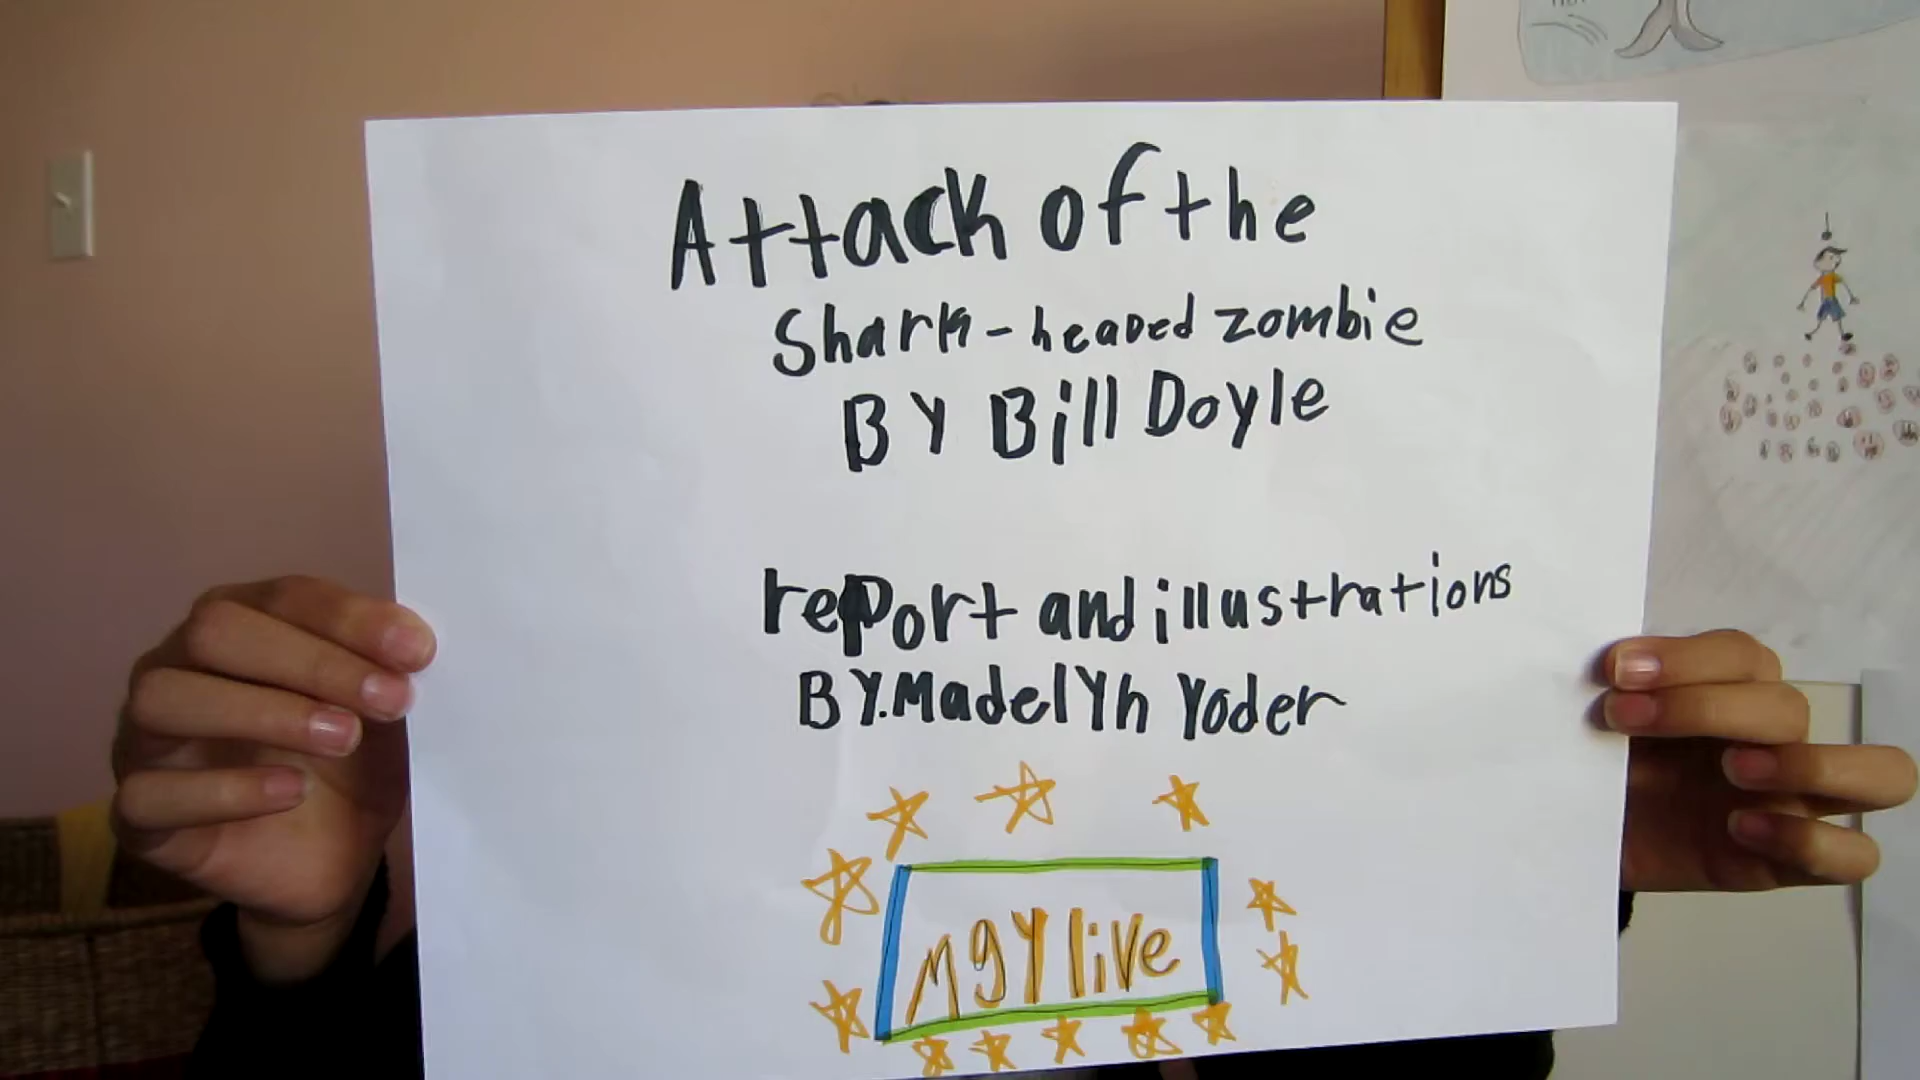 Attack of the
Shark-headed zombie
BY Bill Doyle
report and illustrations
BY.Madelyn Yoder
mgy live